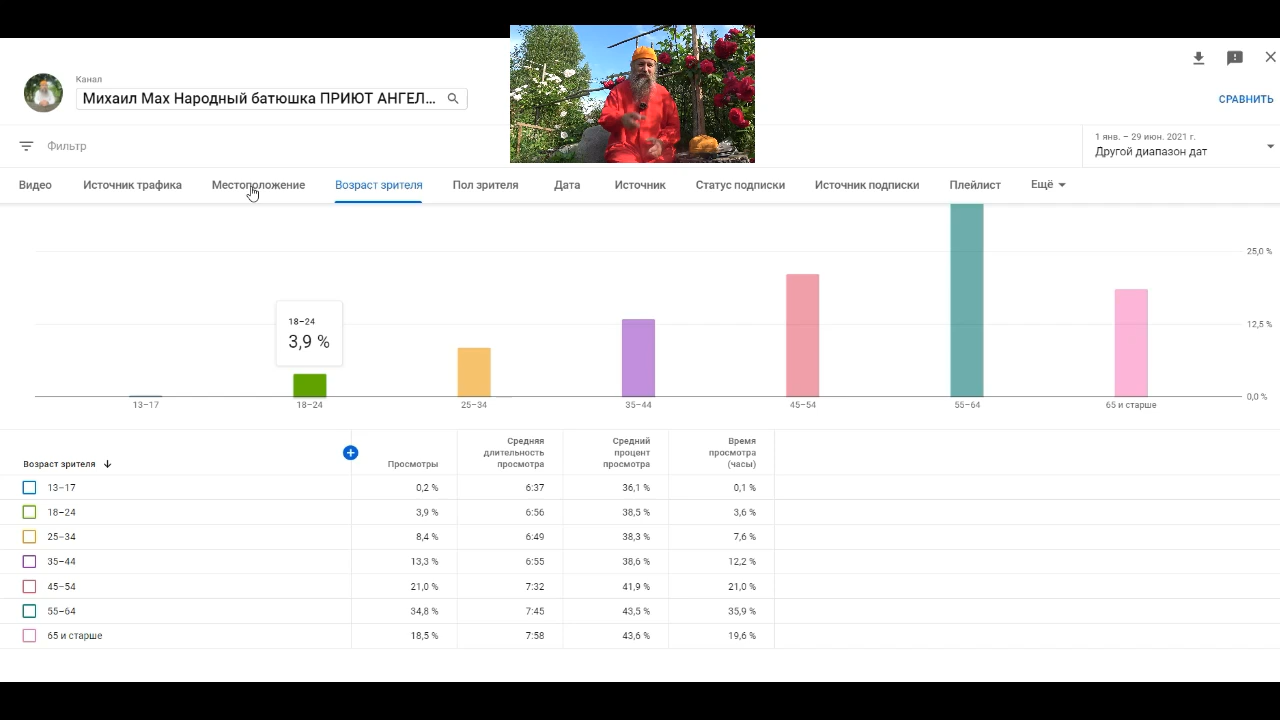 Канал
Михаил Мах Народный батюшка ПРИЮТ АНГЕЛ...
СРАВНИТЬ
Фильтр
1 янв. – 29 июн. 2021 г.
Другой диапазон дат
Видео Источник трафика Местоположение Возраст зрителя Пол зрителя Дата Источник Статус подписки Источник подписки Плейлист Ещё
25,0 %
18–24
3,9 %
12,5 %
0,0 %
13–17 18–24 25–34 35–44 45–54 55–64 65 и старше
Возраст зрителя
Просмотры
Средняя
длительность
просмотра
Средний
процент
просмотра
Время
просмотра
(часы)
13–17 0,2 % 6:37 36,1 % 0,1 %
18–24 3,9 % 6:56 38,5 % 3,6 %
25–34 8,4 % 6:49 38,3 % 7,6 %
35–44 13,3 % 6:55 38,6 % 12,2 %
45–54 21,0 % 7:32 41,9 % 21,0 %
55–64 34,8 % 7:45 43,5 % 35,9 %
65 и старше 18,5 % 7:58 43,6 % 19,6 %